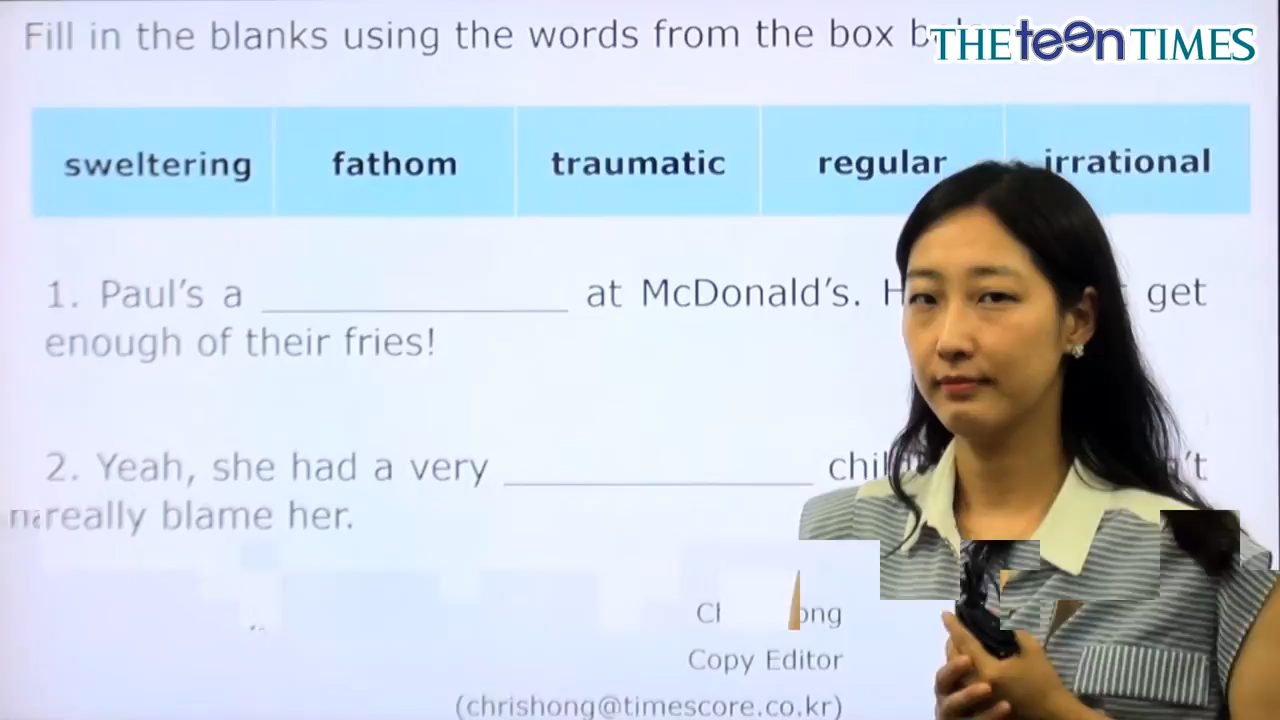 Fill in the blanks using the words from the box
THE teen TIMES
sweltering fathom traumatic regular irrational
1. Paul's a ____________ at McDonald's. get
enough of their fries!
2. Yeah, she had a very ____________
really blame her.
Copy Editor
(chrishong@timescore.co.kr)